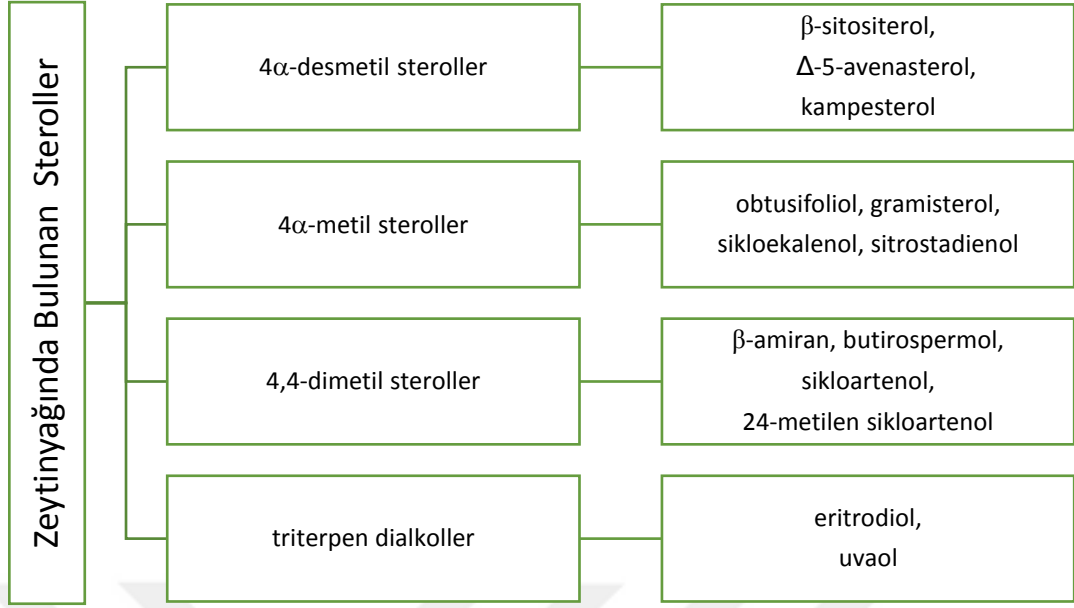 Zeytinyağında Bulunan Steroller
4α-desmetil steroller
β-sitositerol,
Δ-5-avenasterol,
kampesterol
4α-metil steroller
obtusifoliol, gramisterol,
sikloekalenol, sitrostadienol
4,4-dimetil steroller
β-amiran, butirospermol,
sikloartenol,
24-metilen sikloartenol
triterpen dialkoller
eritrodiol,
uvaol